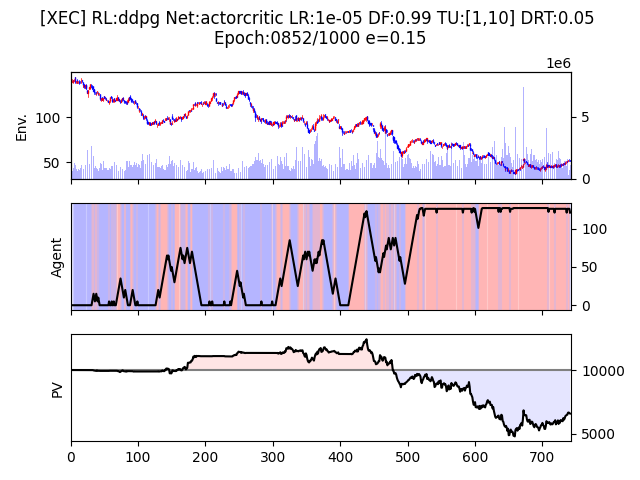 [XEC] RL:ddpg Net:actorcritic LR:1e-05 DF:0.99 TU:[1,10] DRT:0.05
Epoch:0852/1000 e=0.15
1e6
Env.
100
50
5
0
Agent
100
50
0
PV
10000
5000
0 100 200 300 400 500 600 700